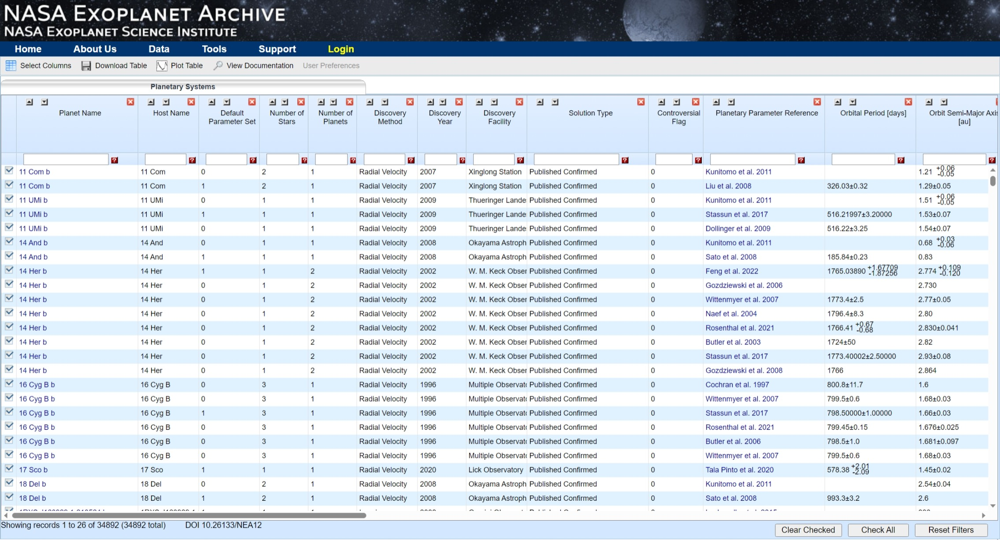 NASA EXOPLANET ARCHIVE
NASA EXOPLANET SCIENCE INSTITUTE
Home About Us Data Tools Support Login
Select Columns Download Table Plot Table View Documentation User Preferences
Planetary Systems
Planet Name Host Name Default Parameter Set Number of Stars Number of Planets Discovery Method Discovery Year Discovery Facility Solution Type Controversial Flag Planetary Parameter Reference Orbital Period [days] Orbit Semi-Major Axis [au]
11 Com b 11 Com 0 2 1 Radial Velocity 2007 Xinglong Station Published Confirmed 0 Kunitomo et al. 2011 1.21 +0.06 -0.05
11 Com b 11 Com 1 2 1 Radial Velocity 2007 Xinglong Station Published Confirmed 0 Liu et al. 2008 326.03±0.32 1.29±0.05
11 UMi b 11 UMi 0 1 1 Radial Velocity 2009 Thueringer Lande Published Confirmed 0 Kunitomo et al. 2011 1.51 +0.06 -0.05
11 UMi b 11 UMi 1 1 1 Radial Velocity 2009 Thueringer Lande Published Confirmed 0 Stassun et al. 2017 516.21997±3.20000 1.53±0.07
11 UMi b 11 UMi 0 1 1 Radial Velocity 2009 Thueringer Lande Published Confirmed 0 Dollinger et al. 2009 516.22±3.25 1.54±0.07
14 And b 14 And 0 1 1 Radial Velocity 2008 Okayama Astroph Published Confirmed 0 Kunitomo et al. 2011 0.68 +0.03 -0.06
14 And b 14 And 1 1 1 Radial Velocity 2008 Okayama Astroph Published Confirmed 0 Sato et al. 2008 185.84±0.23 0.83
14 Her b 14 Her 1 1 2 Radial Velocity 2002 W. M. Keck Obser Published Confirmed 0 Feng et al. 2022 1765.03890 +1.67709 -1.87256 2.774 +0.109 -0.120
14 Her b 14 Her 0 1 2 Radial Velocity 2002 W. M. Keck Obser Published Confirmed 0 Gozdziewski et al. 2006 2.730
14 Her b 14 Her 0 1 2 Radial Velocity 2002 W. M. Keck Obser Published Confirmed 0 Wittenmyer et al. 2007 1773.4±2.5 2.77±0.05
14 Her b 14 Her 0 1 2 Radial Velocity 2002 W. M. Keck Obser Published Confirmed 0 Naef et al. 2004 1796.4±8.3 2.80
14 Her b 14 Her 0 1 2 Radial Velocity 2002 W. M. Keck Obser Published Confirmed 0 Rosenthal et al. 2021 1766.41 +0.67 -0.68 2.830±0.041
14 Her b 14 Her 0 1 2 Radial Velocity 2002 W. M. Keck Obser Published Confirmed 0 Butler et al. 2003 1724±50 2.82
14 Her b 14 Her 0 1 2 Radial Velocity 2002 W. M. Keck Obser Published Confirmed 0 Stassun et al. 2017 1773.40002±2.50000 2.93±0.08
14 Her b 14 Her 0 1 2 Radial Velocity 2002 W. M. Keck Obser Published Confirmed 0 Gozdziewski et al. 2008 1766 2.864
16 Cyg B b 16 Cyg B 0 3 1 Radial Velocity 1996 Multiple Observato Published Confirmed 0 Cochran et al. 1997 800.8±11.7 1.6
16 Cyg B b 16 Cyg B 0 3 1 Radial Velocity 1996 Multiple Observato Published Confirmed 0 Wittenmyer et al. 2007 799.5±0.6 1.68±0.03
16 Cyg B b 16 Cyg B 1 3 1 Radial Velocity 1996 Multiple Observato Published Confirmed 0 Stassun et al. 2017 798.50000±1.00000 1.66±0.03
16 Cyg B b 16 Cyg B 0 3 1 Radial Velocity 1996 Multiple Observato Published Confirmed 0 Rosenthal et al. 2021 799.45±0.15 1.676±0.025
16 Cyg B b 16 Cyg B 0 3 1 Radial Velocity 1996 Multiple Observato Published Confirmed 0 Butler et al. 2006 798.5±1.0 1.681±0.097
16 Cyg B b 16 Cyg B 0 3 1 Radial Velocity 1996 Multiple Observato Published Confirmed 0 Wittenmyer et al. 2007 799.5±0.6 1.68±0.03
17 Sco b 17 Sco 1 1 1 Radial Velocity 2020 Lick Observatory Published Confirmed 0 Tala Pinto et al. 2020 578.38 +2.01 -2.09 1.45±0.02
18 Del b 18 Del 0 2 1 Radial Velocity 2008 Okayama Astroph Published Confirmed 0 Kunitomo et al. 2011 2.54±0.04
18 Del b 18 Del 1 2 1 Radial Velocity 2008 Okayama Astroph Published Confirmed 0 Sato et al. 2008 993.3±3.2 2.6
Showing records 1 to 26 of 34892 (34892 total) DOI 10.26133/NEA12
Clear Checked Check All Reset Filters